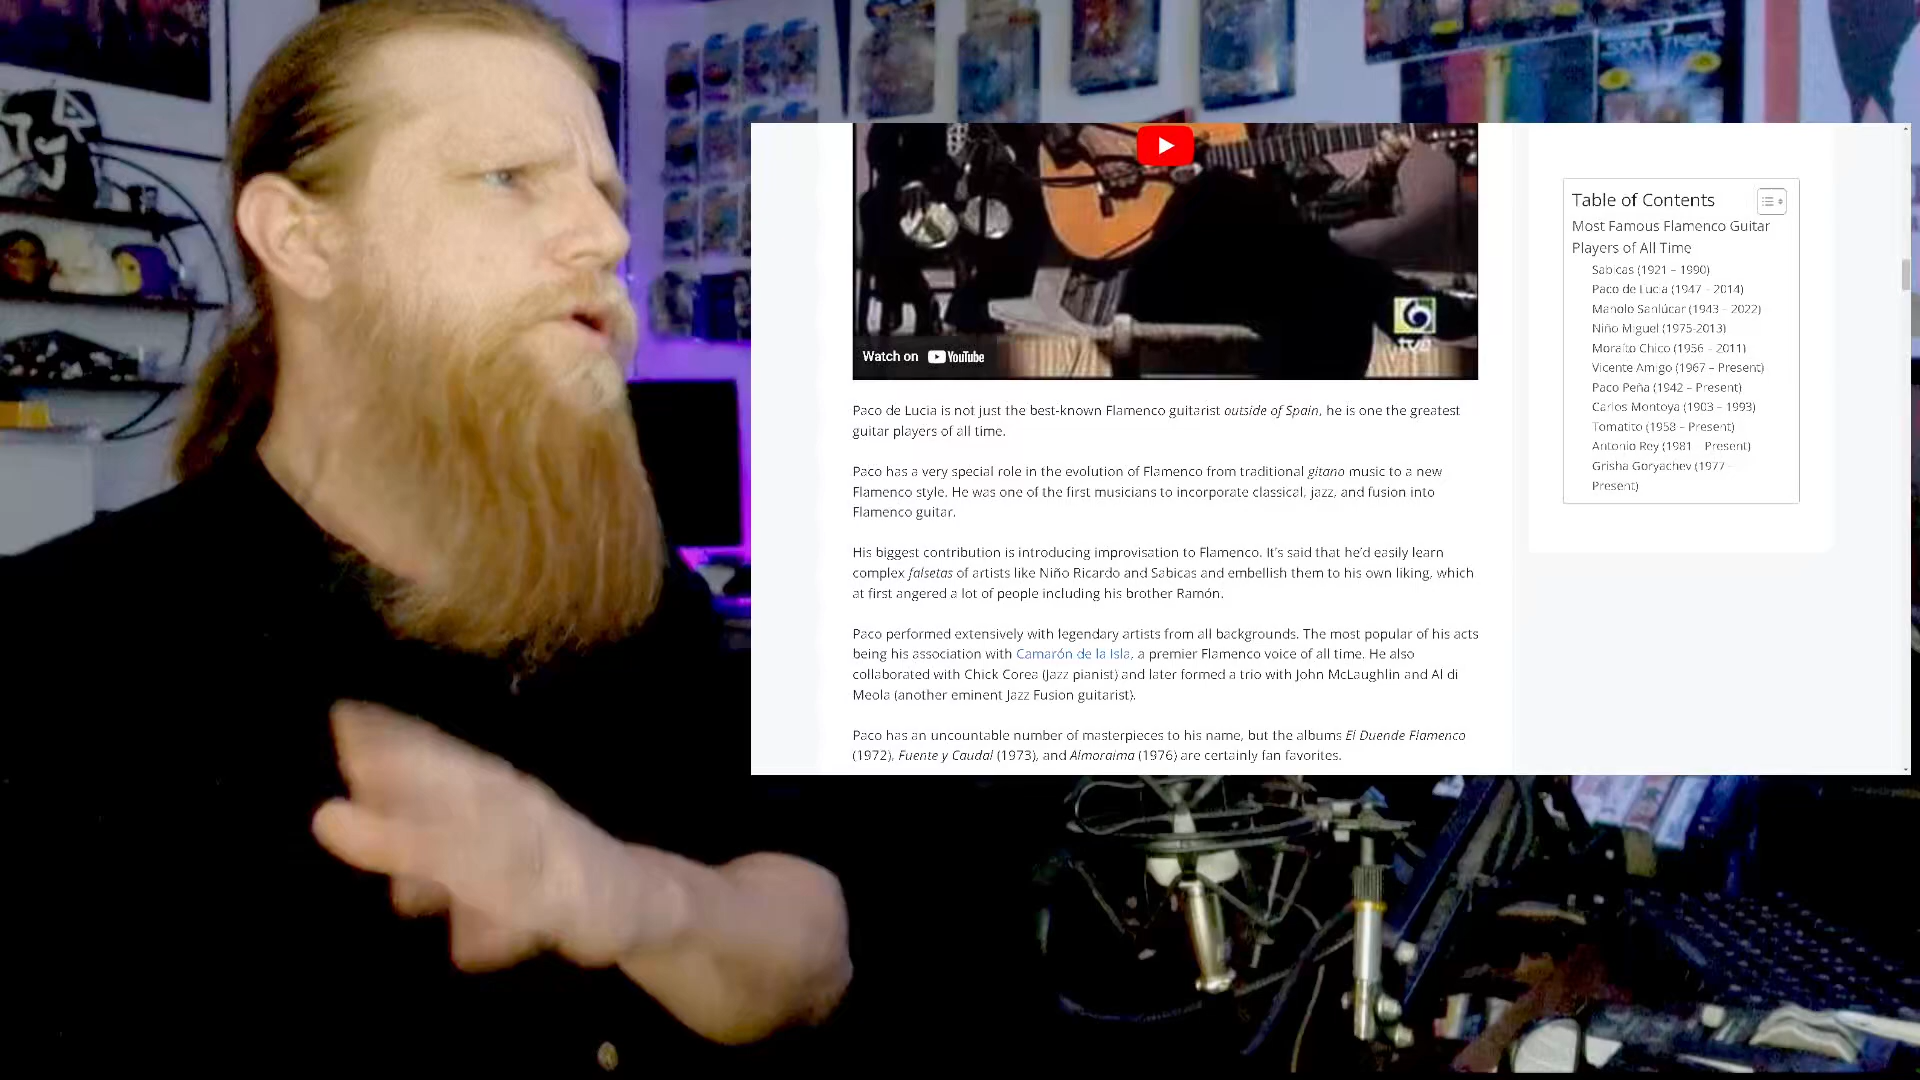 Watch on YouTube
tve
Paco de Lucia is not just the best-known Flamenco guitarist outside of Spain, he is one the greatest
guitar players of all time.
Paco has a very special role in the evolution of Flamenco from traditional gitano music to a new
Flamenco style. He was one of the first musicians to incorporate classical, jazz, and fusion into
Flamenco guitar.
His biggest contribution is introducing improvisation to Flamenco. It's said that he'd easily learn
complex falsetas of artists like Niño Ricardo and Sabicas and embellish them to his own liking, which
at first angered a lot of people including his brother Ramón.
Paco performed extensively with legendary artists from all backgrounds. The most popular of his acts
being his association with Camarón de la Isla, a premier Flamenco voice of all time. He also
collaborated with Chick Corea (Jazz pianist) and later formed a trio with John McLaughlin and Al di
Meola (another eminent Jazz Fusion guitarist).
Paco has an uncountable number of masterpieces to his name, but the albums El Duende Flamenco
(1972), Fuente y Caudal (1973), and Almoraima (1976) are certainly fan favorites.
Table of Contents
Most Famous Flamenco Guitar
Players of All Time
Sabicas (1921 – 1990)
Paco de Lucia (1947 – 2014)
Manolo Sanlúcar (1943 – 2022)
Niño Miguel (1975-2013)
Moraíto Chico (1956 – 2011)
Vicente Amigo (1967 – Present)
Paco Peña (1942 – Present)
Carlos Montoya (1903 – 1993)
Tomatito (1958 – Present)
Antonio Rey (1981 – Present)
Grisha Goryachev (1977 –
Present)